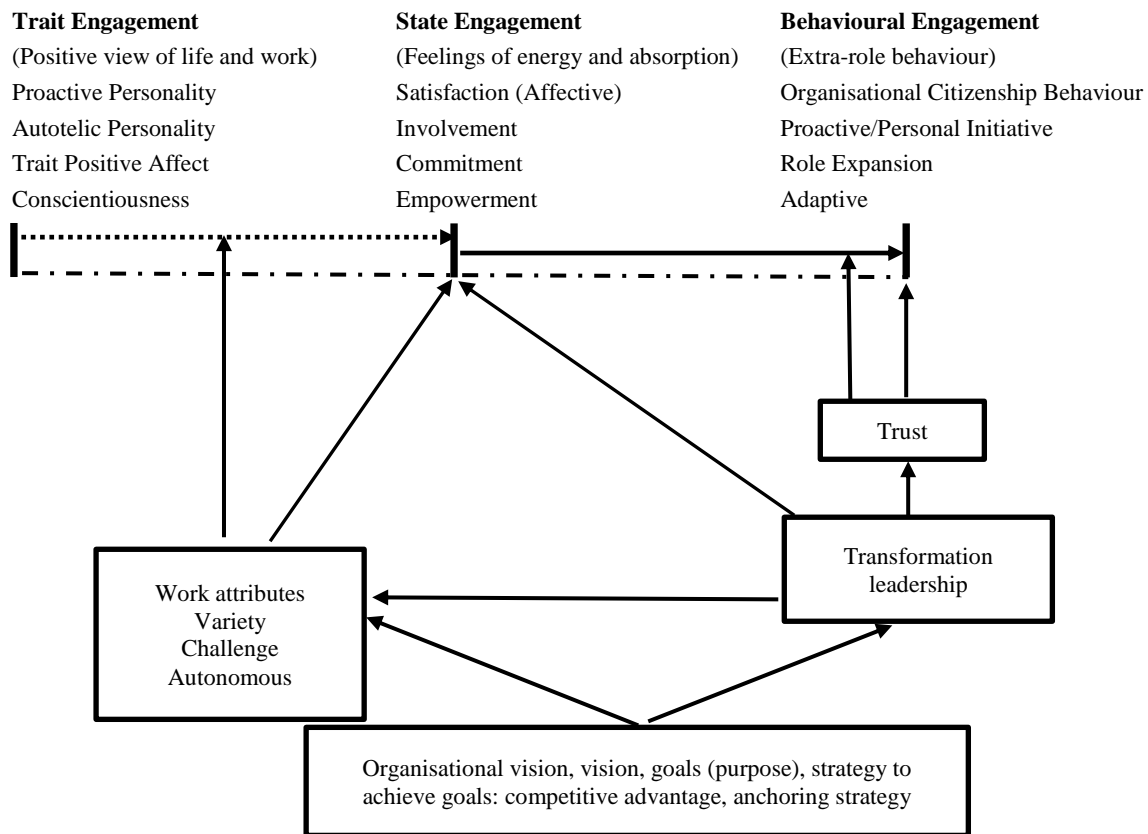 Trait Engagement
(Positive view of life and work)
Proactive Personality
Autotelic Personality
Trait Positive Affect
Conscientiousness
State Engagement
(Feelings of energy and absorption)
Satisfaction (Affective)
Involvement
Commitment
Empowerment
Behavioural Engagement
(Extra-role behaviour)
Organisational Citizenship Behaviour
Proactive/Personal Initiative
Role Expansion
Adaptive
Trust
Transformation
leadership
Work attributes
Variety
Challenge
Autonomous
Organisational vision, vision, goals (purpose), strategy to
achieve goals: competitive advantage, anchoring strategy